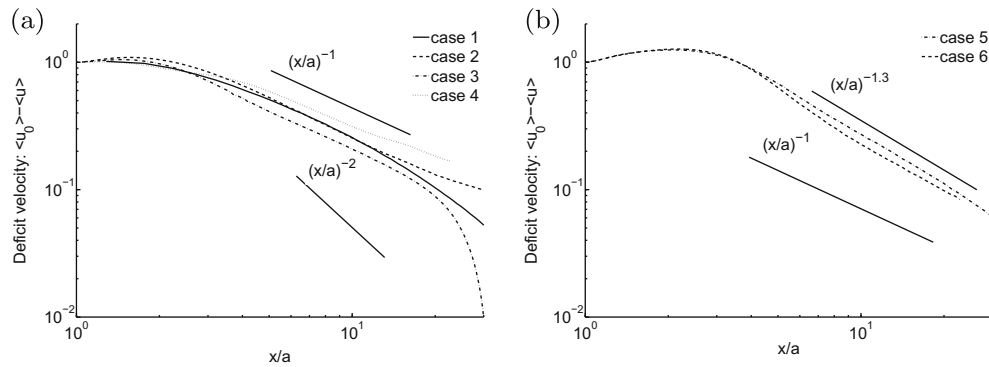 (a)
case 1
case 2
case 3
case 4
(x/a)^{-1}
(x/a)^{-2}
10^0
10^{-1}
10^{-2}
10^0
10^1
Deficit velocity: <u_0>-<u>
x/a
(b)
case 5
case 6
(x/a)^{-1.3}
(x/a)^{-1}
10^0
10^{-1}
10^{-2}
10^0
10^1
Deficit velocity: <u_0>-<u>
x/a